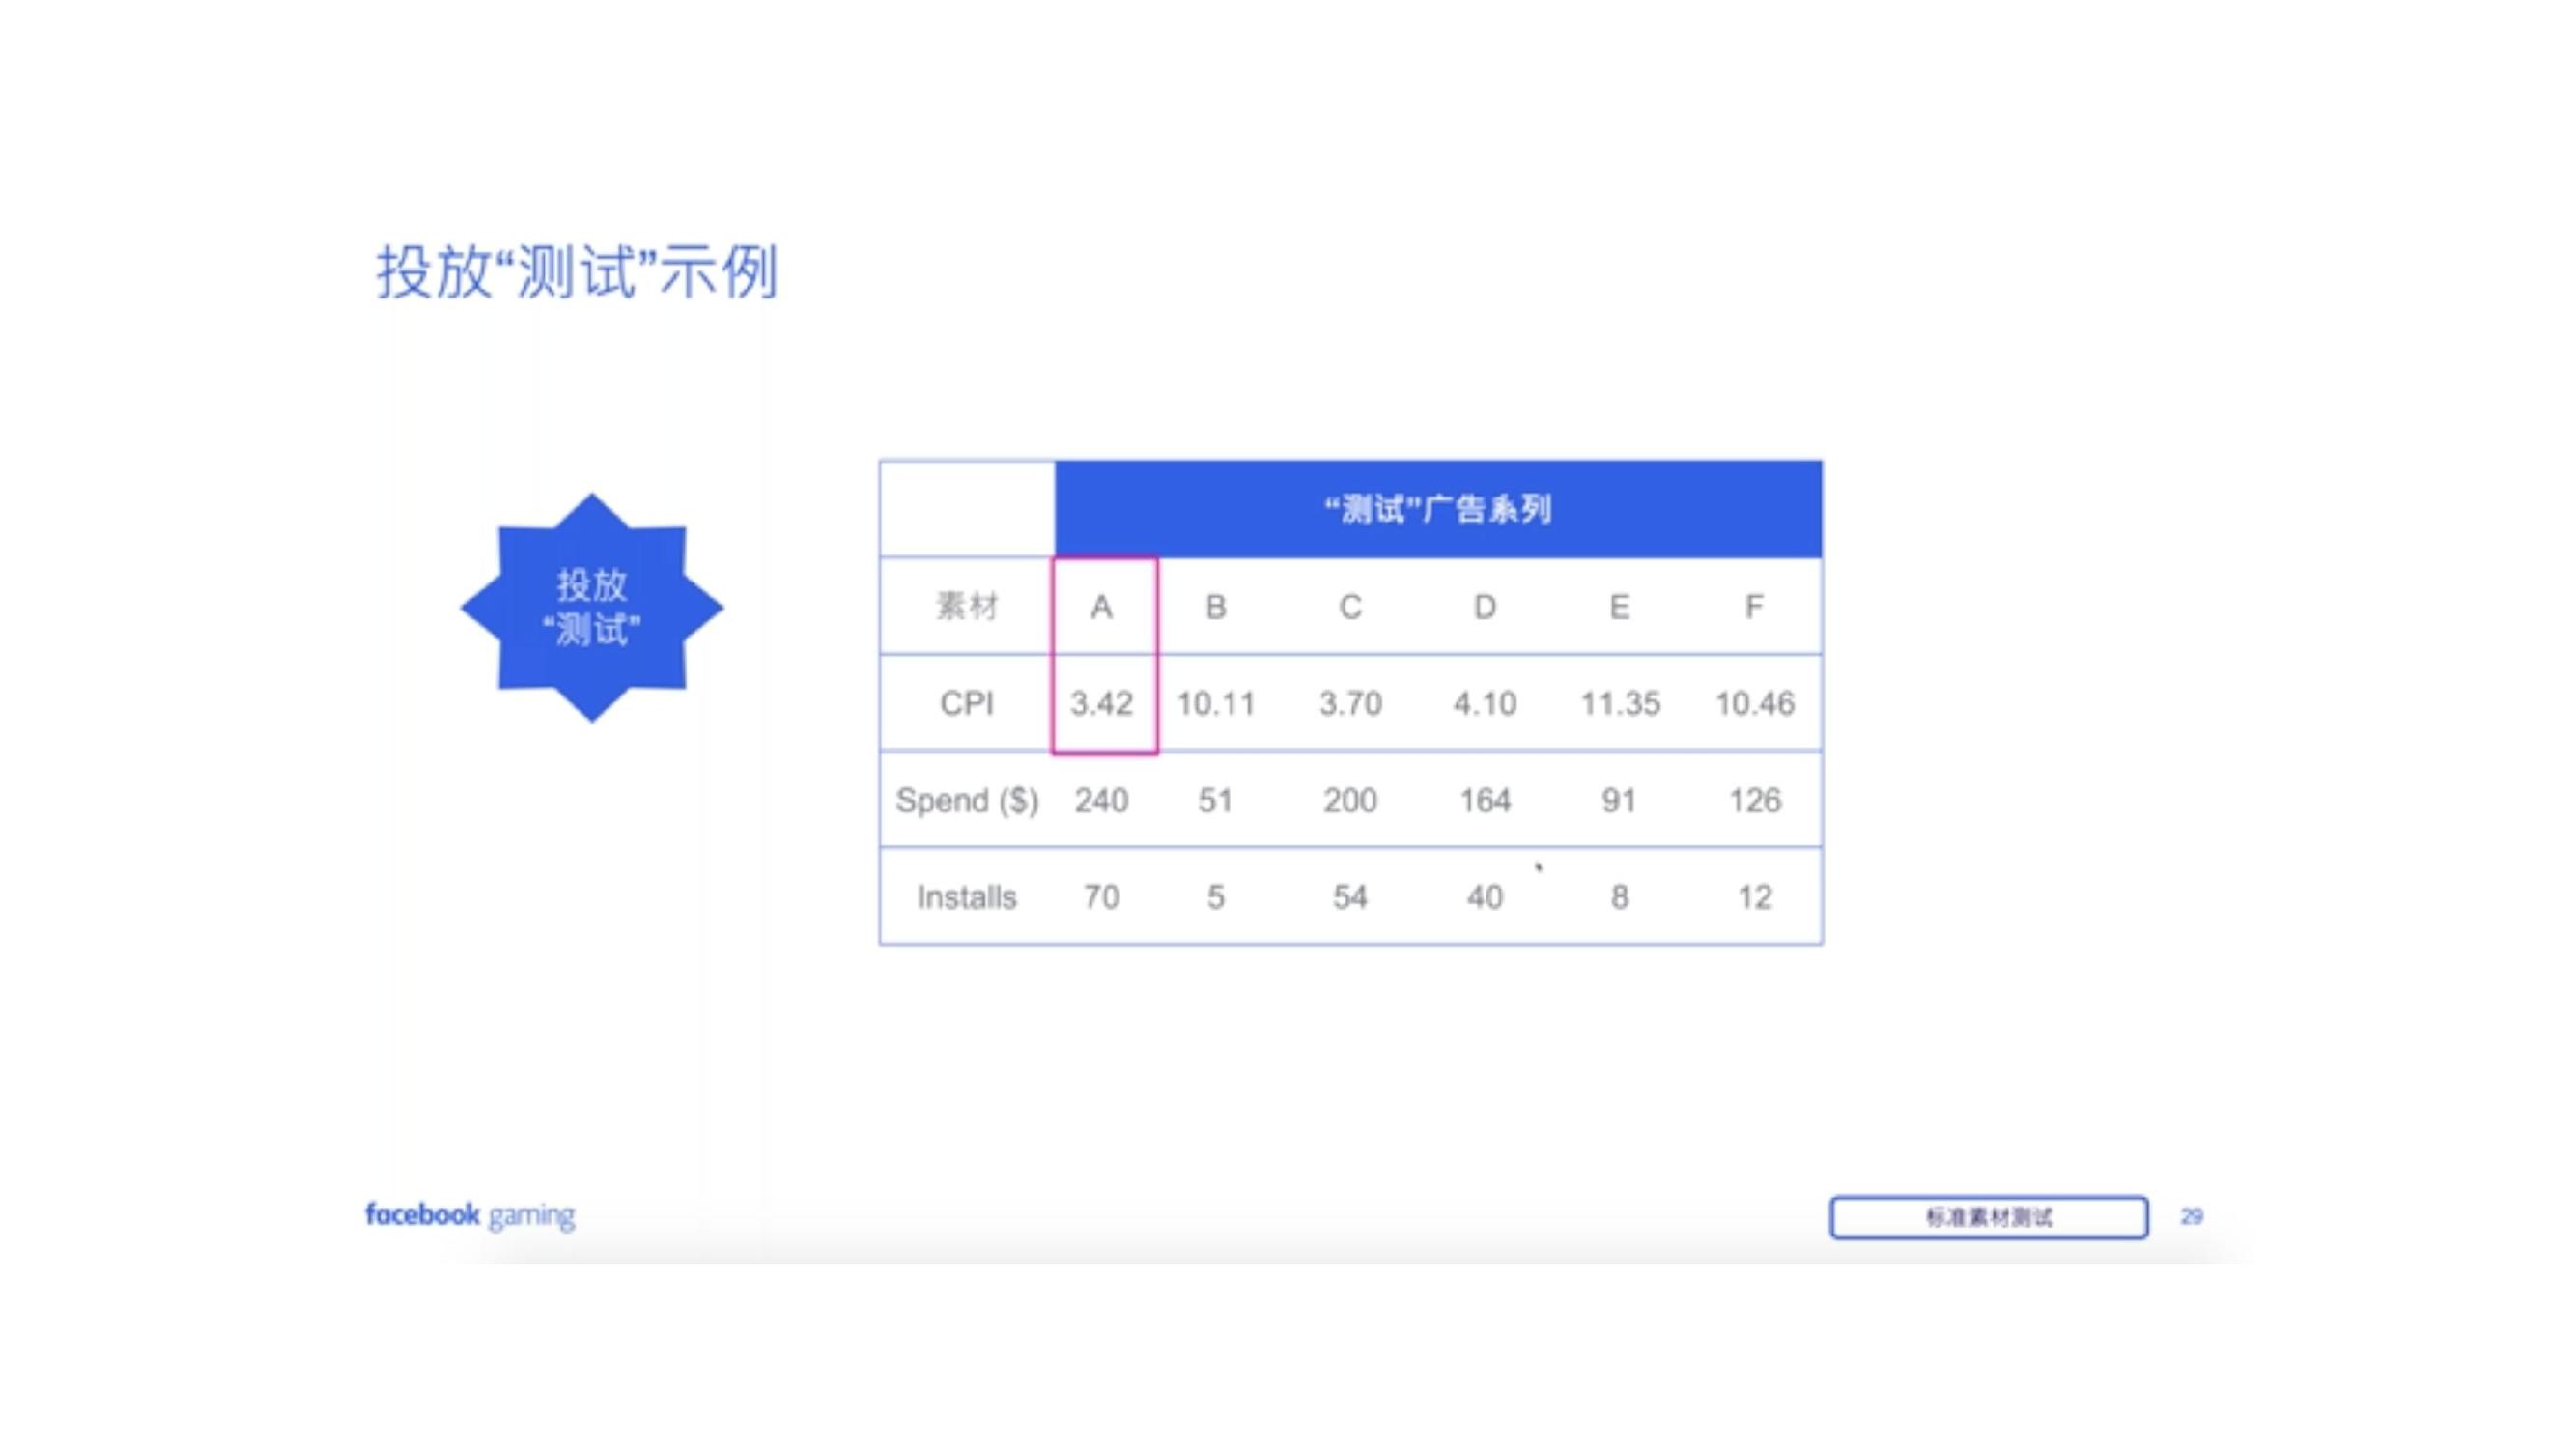 投放“测试”示例
投放
“测试”
“测试”广告系列
素材 A B C D E F
CPI 3.42 10.11 3.70 4.10 11.35 10.46
Spend ($) 240 51 200 164 91 126
Installs 70 5 54 40 8 12
facebook gaming
标准素材测试 29